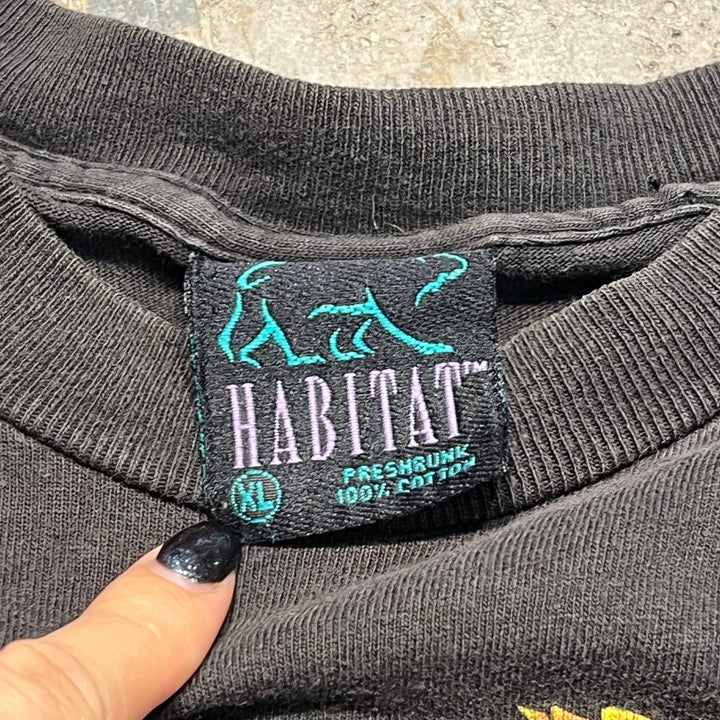 HABITAT™
XL
PRESHRUNK
100% COTTON